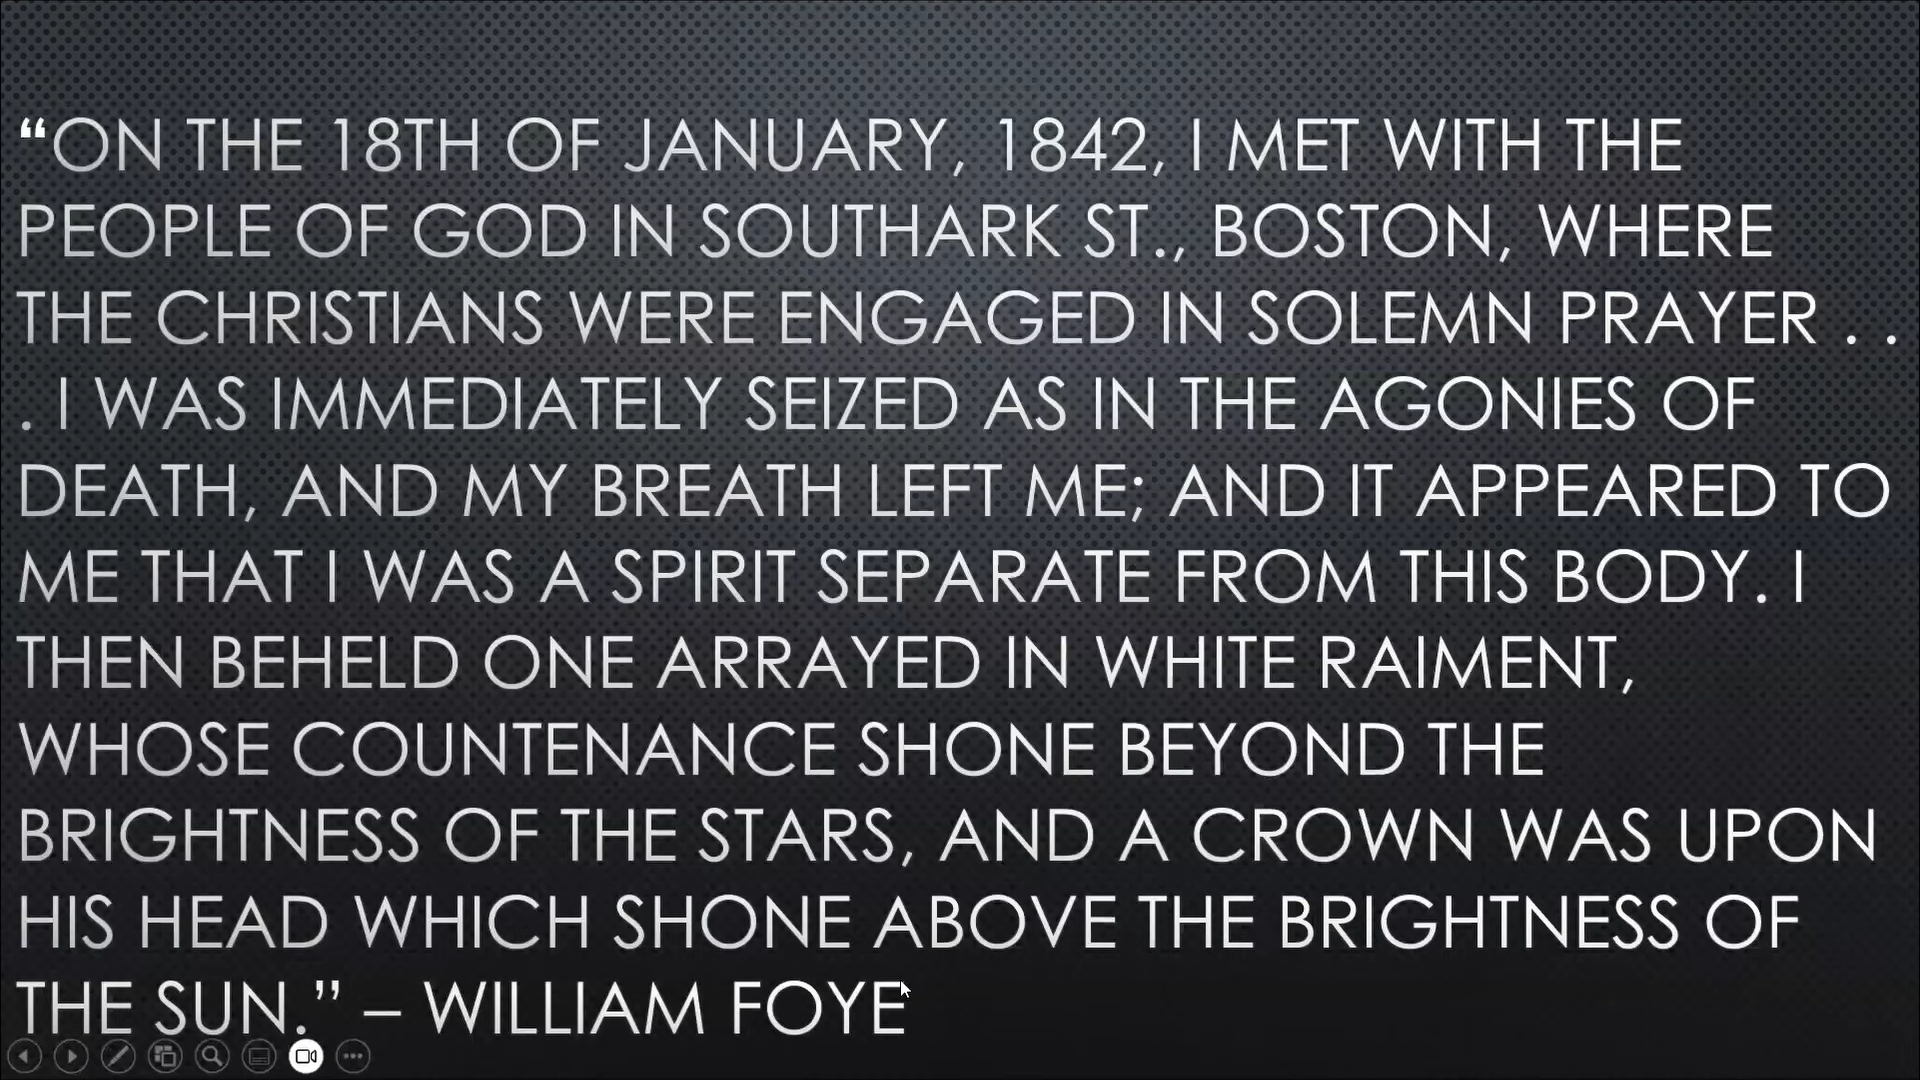 “ON THE 18TH OF JANUARY, 1842, I MET WITH THE
PEOPLE OF GOD IN SOUTHARK ST., BOSTON, WHERE
THE CHRISTIANS WERE ENGAGED IN SOLEMN PRAYER . .
. I WAS IMMEDIATELY SEIZED AS IN THE AGONIES OF
DEATH, AND MY BREATH LEFT ME; AND IT APPEARED TO
ME THAT I WAS A SPIRIT SEPARATE FROM THIS BODY. I
THEN BEHELD ONE ARRAYED IN WHITE RAIMENT,
WHOSE COUNTENANCE SHONE BEYOND THE
BRIGHTNESS OF THE STARS, AND A CROWN WAS UPON
HIS HEAD WHICH SHONE ABOVE THE BRIGHTNESS OF
THE SUN.” – WILLIAM FOYE